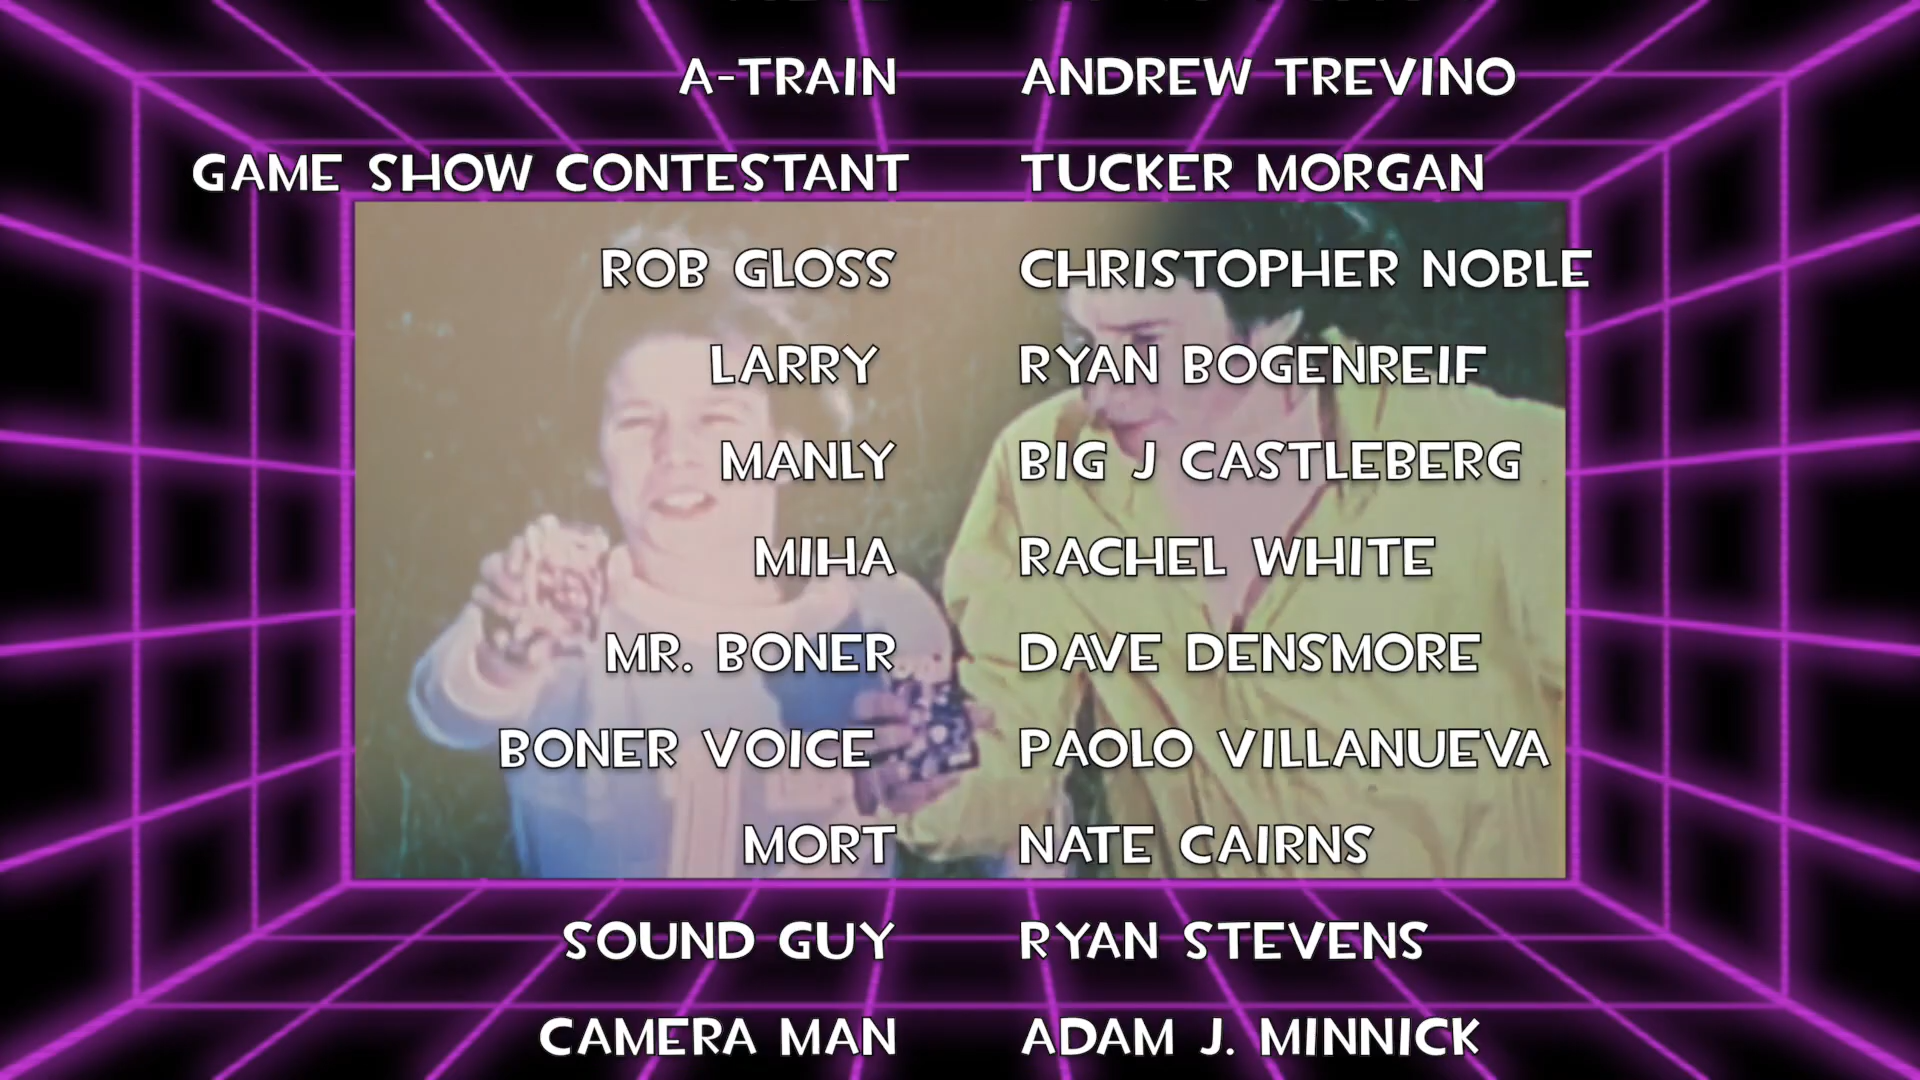 A-TRAIN ANDREW TREVINO
GAME SHOW CONTESTANT TUCKER MORGAN
ROB GLOSS CHRISTOPHER NOBLE
LARRY RYAN BOGENREIF
MANLY BIG J CASTLEBERG
MIHA RACHEL WHITE
MR. BONER DAVE DENSMORE
BONER VOICE PAOLO VILLANUEVA
MORT NATE CAIRNS
SOUND GUY RYAN STEVENS
CAMERA MAN ADAM J. MINNICK